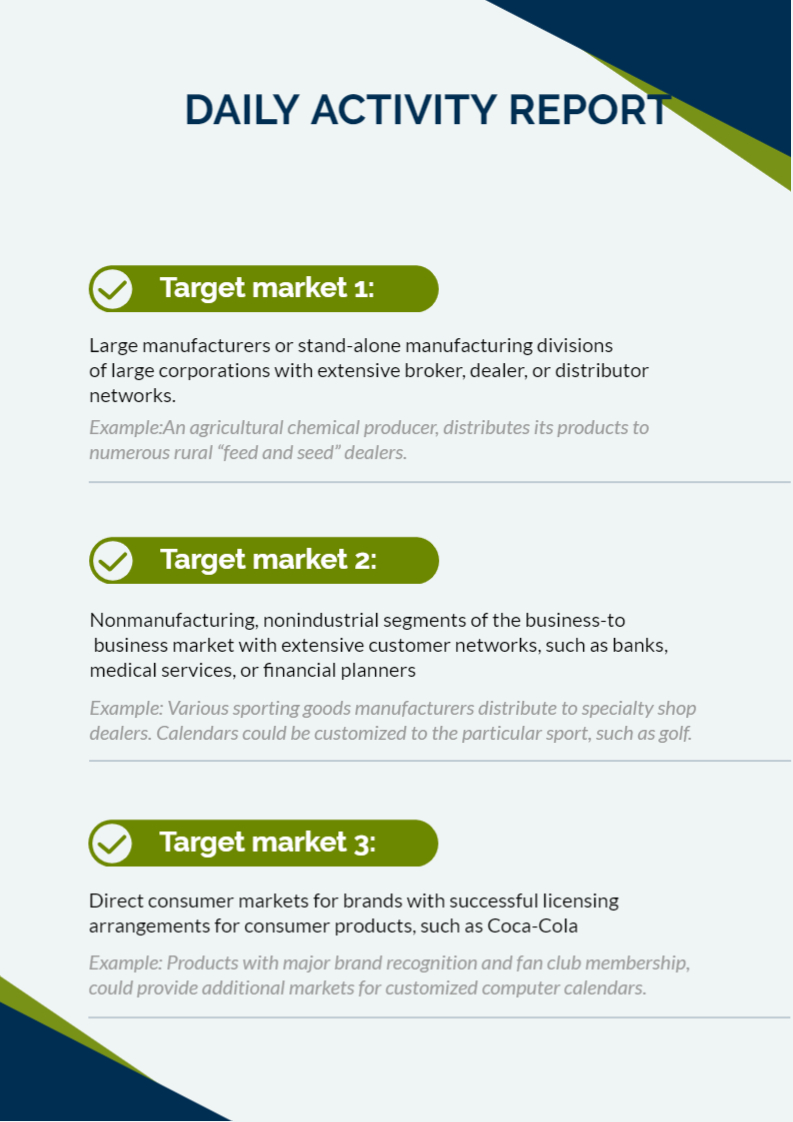 DAILY ACTIVITY REPORT
Target market 1:
Large manufacturers or stand-alone manufacturing divisions
of large corporations with extensive broker, dealer, or distributor
networks.
Example:An agricultural chemical producer, distributes its products to
numerous rural “feed and seed” dealers.
Target market 2:
Nonmanufacturing, nonindustrial segments of the business-to
business market with extensive customer networks, such as banks,
medical services, or financial planners
Example: Various sporting goods manufacturers distribute to specialty shop
dealers. Calendars could be customized to the particular sport, such as golf.
Target market 3:
Direct consumer markets for brands with successful licensing
arrangements for consumer products, such as Coca-Cola
Example: Products with major brand recognition and fan club membership,
could provide additional markets for customized computer calendars.